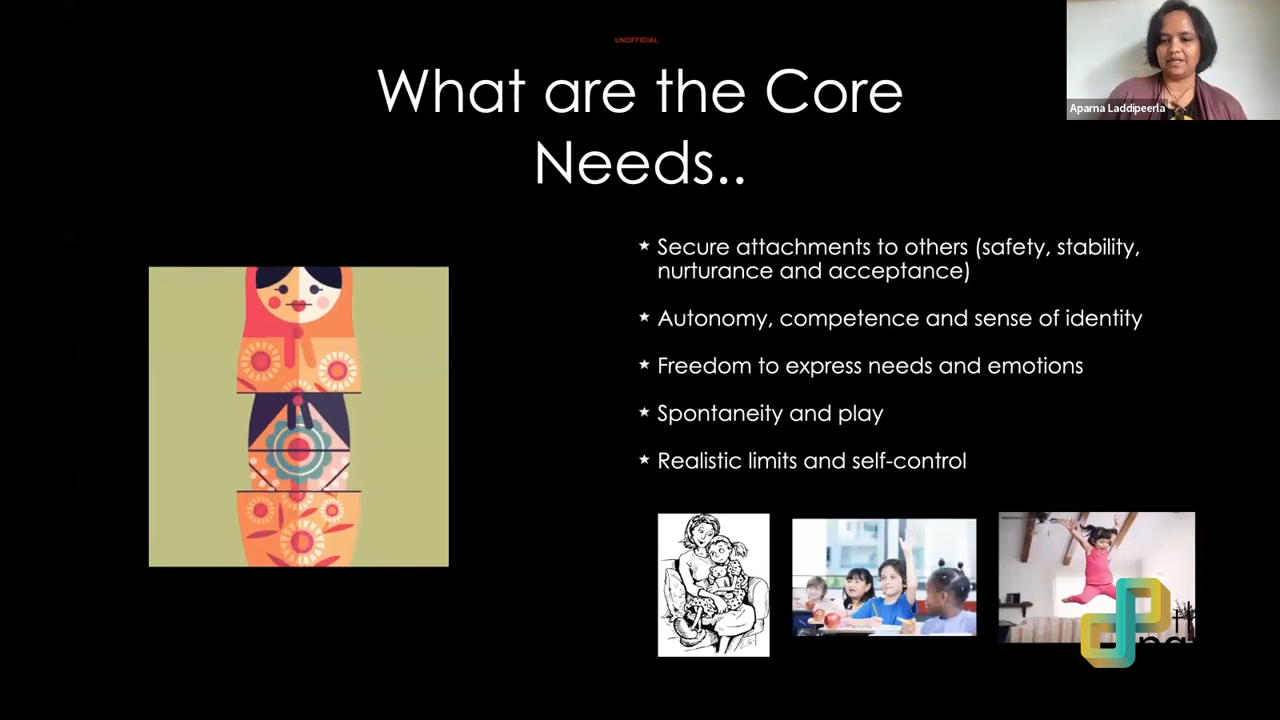 UNOFFICIAL
What are the Core
Needs..
Aparna Laddipeerla
★ Secure attachments to others (safety, stability,
nurturance and acceptance)
★ Autonomy, competence and sense of identity
★ Freedom to express needs and emotions
★ Spontaneity and play
★ Realistic limits and self-control